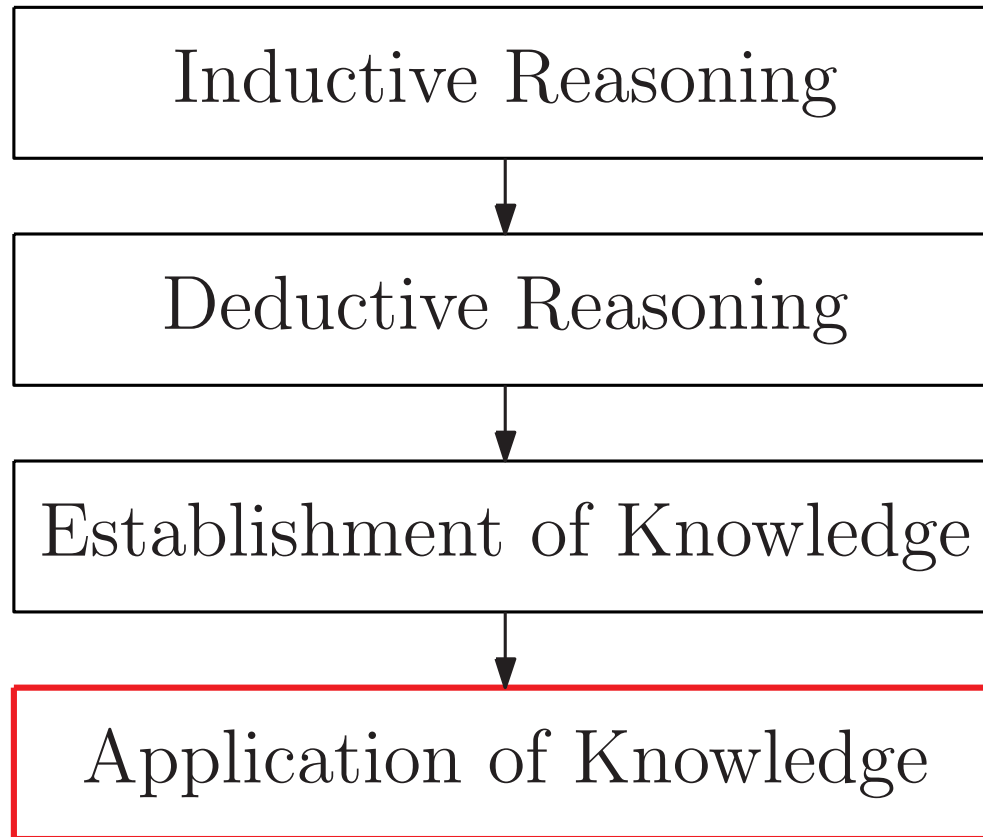 Inductive Reasoning
Deductive Reasoning
Establishment of Knowledge
Application of Knowledge